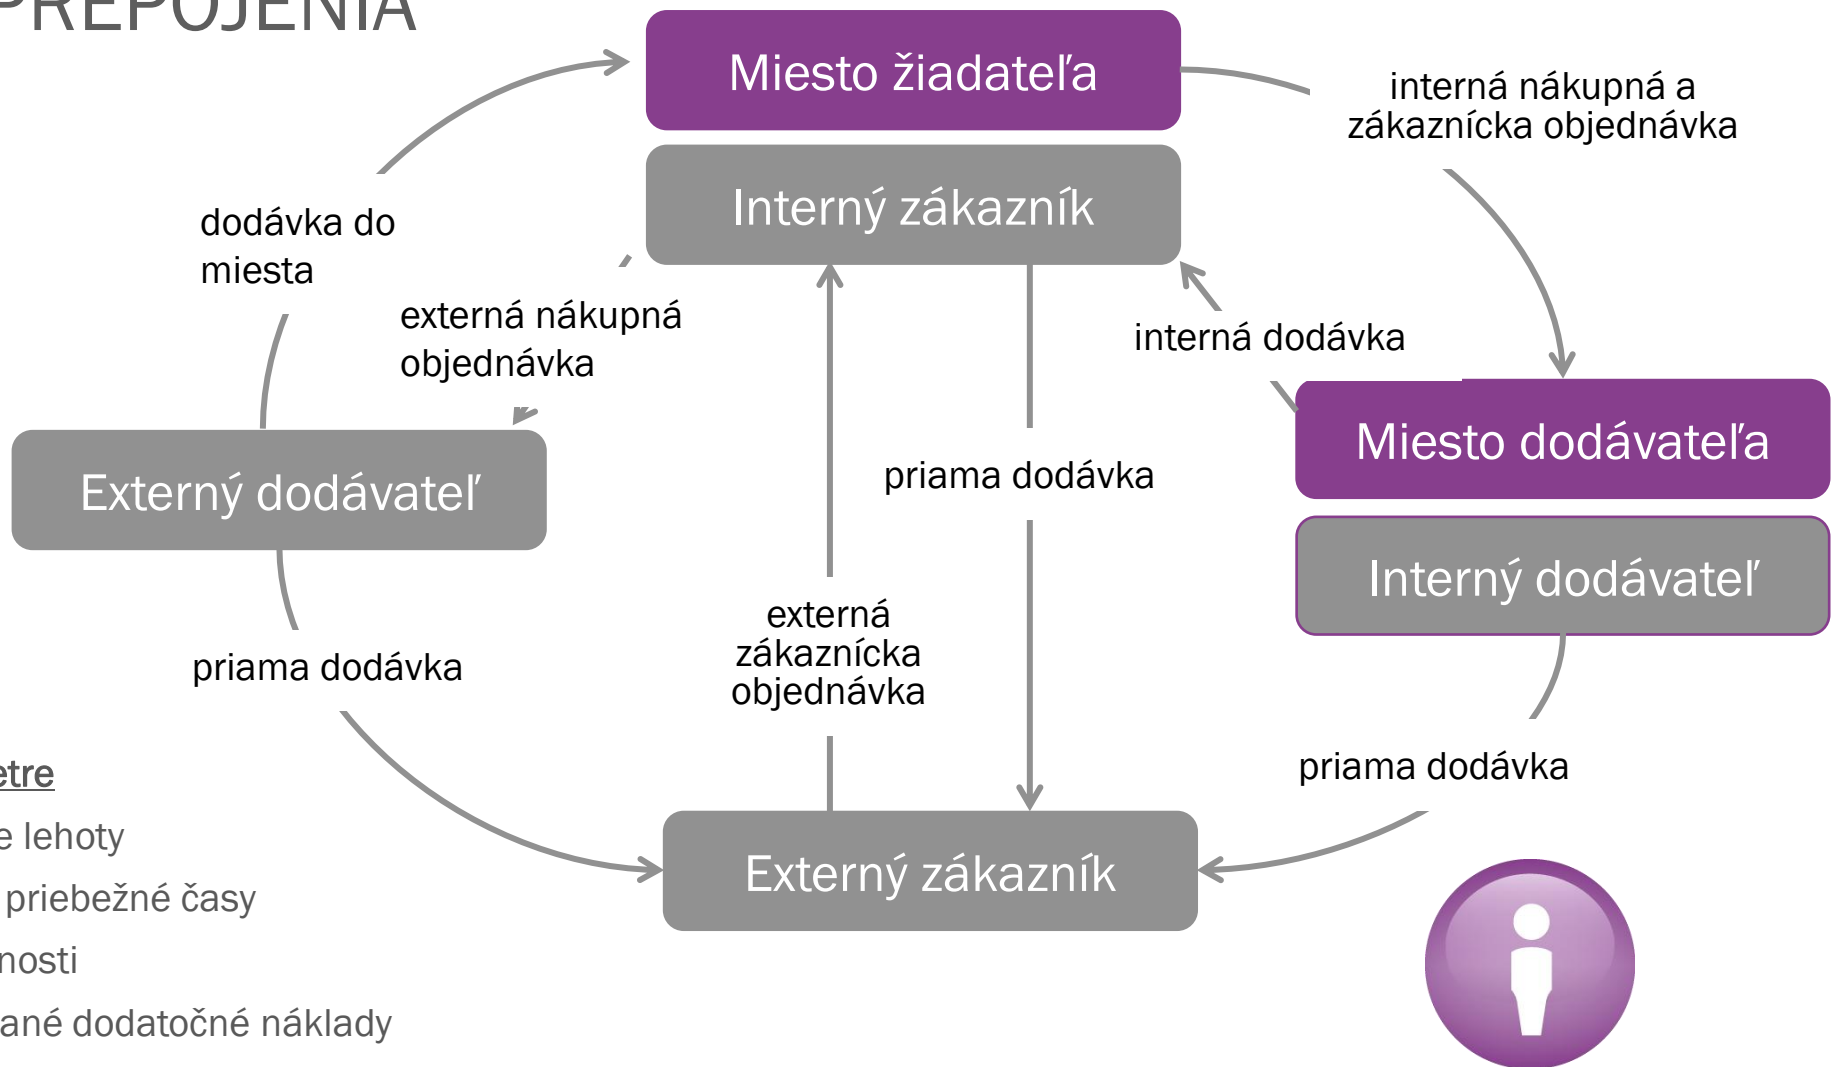 PREPOJENIA
Miesto žiadateľa
interná nákupná a
zákaznícka objednávka
Interný zákazník
dodávka do
miesta
externá nákupná
objednávka
interná dodávka
Miesto dodávateľa
priama dodávka
Externý dodávateľ
Interný dodávateľ
externá
zákaznícka
objednávka
priama dodávka
priama dodávka
Externý zákazník
etre
e lehoty
priebežné časy
nosti
ané dodatočné náklady